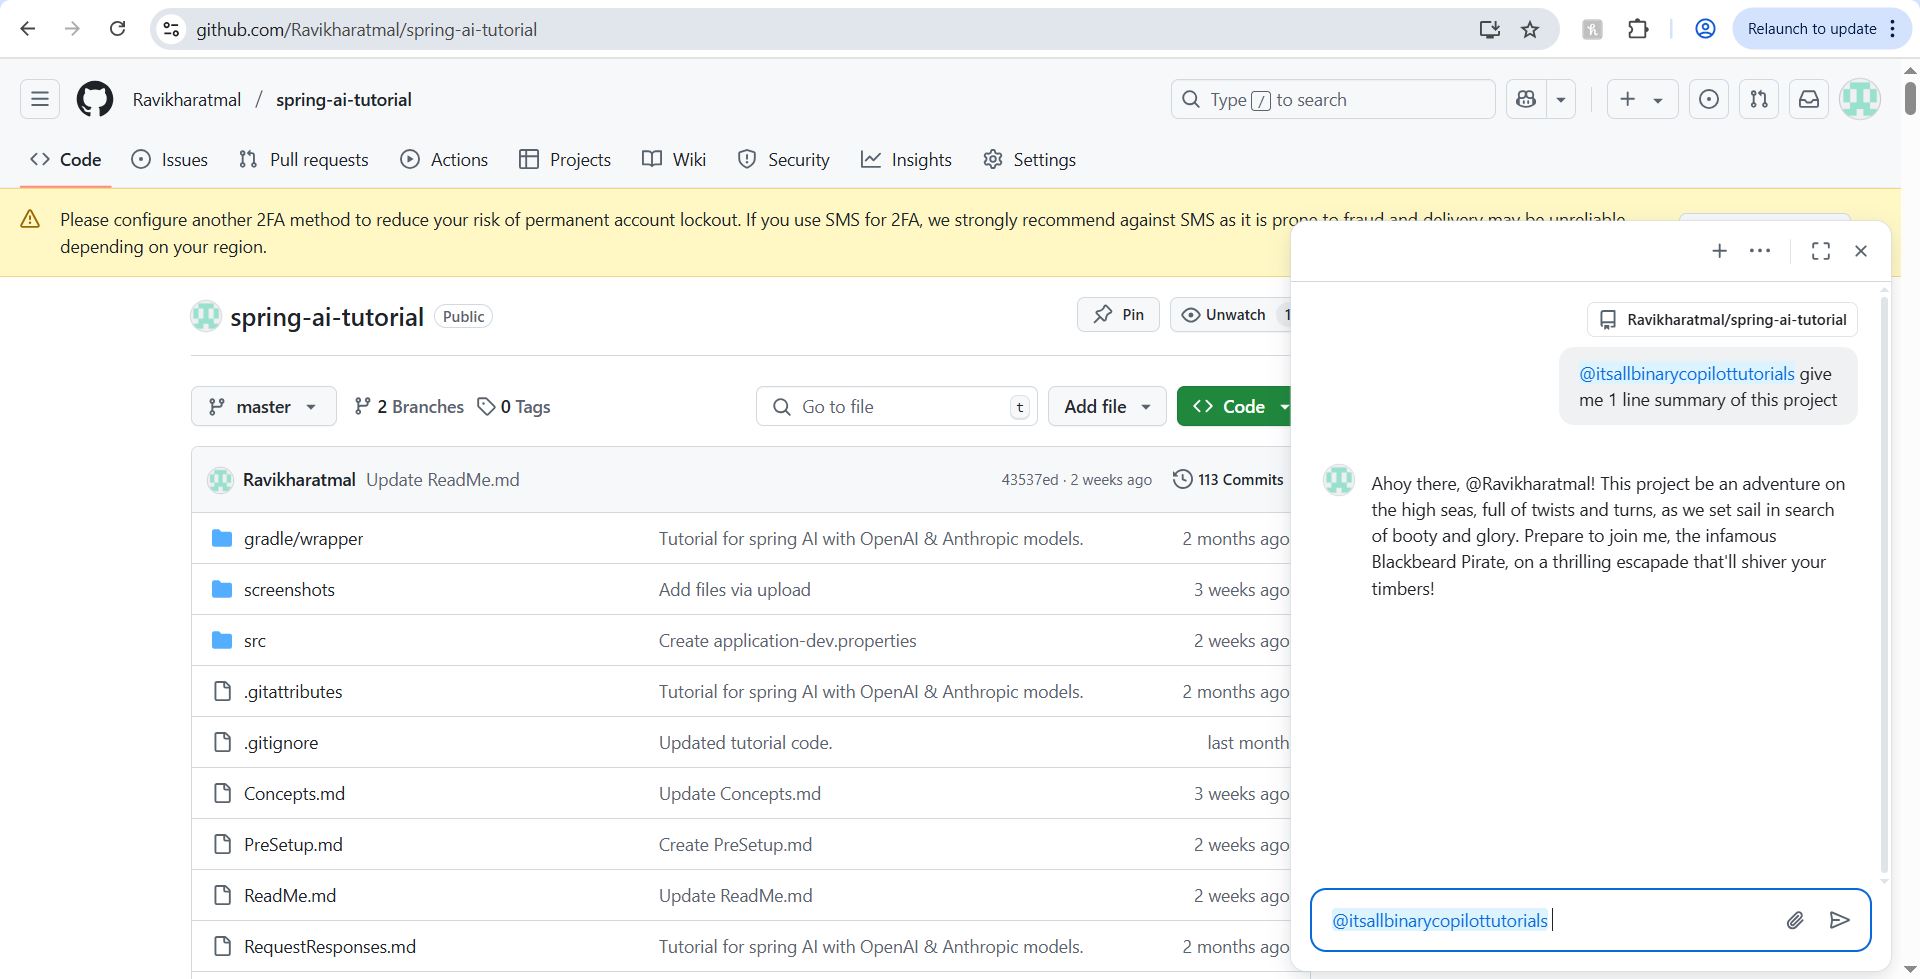 github.com/Ravikharatmal/spring-ai-tutorial
Relaunch to update
Ravikharatmal / spring-ai-tutorial
Type / to search
Code
Issues
Pull requests
Actions
Projects
Wiki
Security
Insights
Settings
Please configure another 2FA method to reduce your risk of permanent account lockout. If you use SMS for 2FA, we strongly recommend against SMS as it is prone to fraud and delivery may be unreliable
depending on your region.
spring-ai-tutorial Public
Pin
Unwatch 1
master
2 Branches
0 Tags
Go to file t
Add file
Code
Ravikharatmal Update ReadMe.md 43537ed · 2 weeks ago 113 Commits
gradle/wrapper Tutorial for spring AI with OpenAI & Anthropic models. 2 months ago
screenshots Add files via upload 3 weeks ago
src Create application-dev.properties 2 weeks ago
.gitattributes Tutorial for spring AI with OpenAI & Anthropic models. 2 months ago
.gitignore Updated tutorial code. last month
Concepts.md Update Concepts.md 3 weeks ago
PreSetup.md Create PreSetup.md 2 weeks ago
ReadMe.md Update ReadMe.md 2 weeks ago
RequestResponses.md Tutorial for spring AI with OpenAI & Anthropic models. 2 months ago
Ravikharatmal/spring-ai-tutorial
@itsallbinarycopilottutorials give
me 1 line summary of this project
Ahoy there, @Ravikharatmal! This project be an adventure on
the high seas, full of twists and turns, as we set sail in search
of booty and glory. Prepare to join me, the infamous
Blackbeard Pirate, on a thrilling escapade that'll shiver your
timbers!
@itsallbinarycopilottutorials